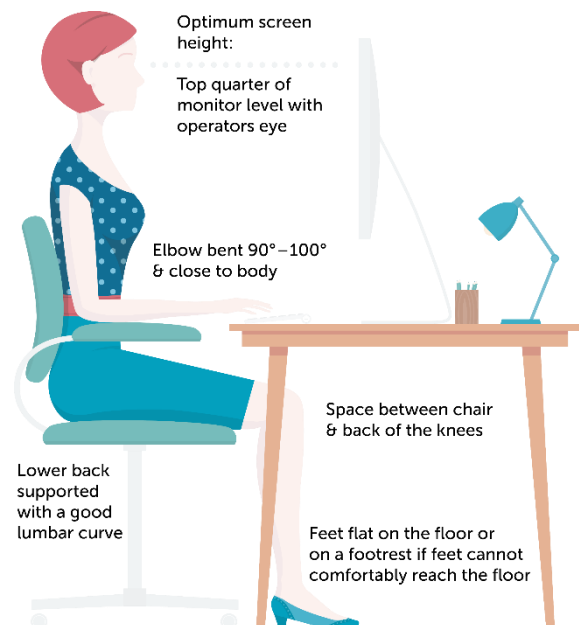 Optimum screen
height:
Top quarter of
monitor level with
operators eye
Elbow bent 90°–100°
& close to body
Space between chair
& back of the knees
Lower back
supported
with a good
lumbar curve
Feet flat on the floor or
on a footrest if feet cannot
comfortably reach the floor